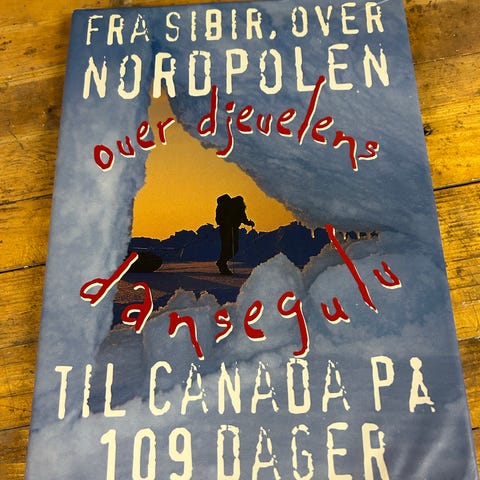 FRA SIBIR, OVER
NORDPOLEN
over djevelens
dansegulv
TIL CANADA PÅ
109 DAGER